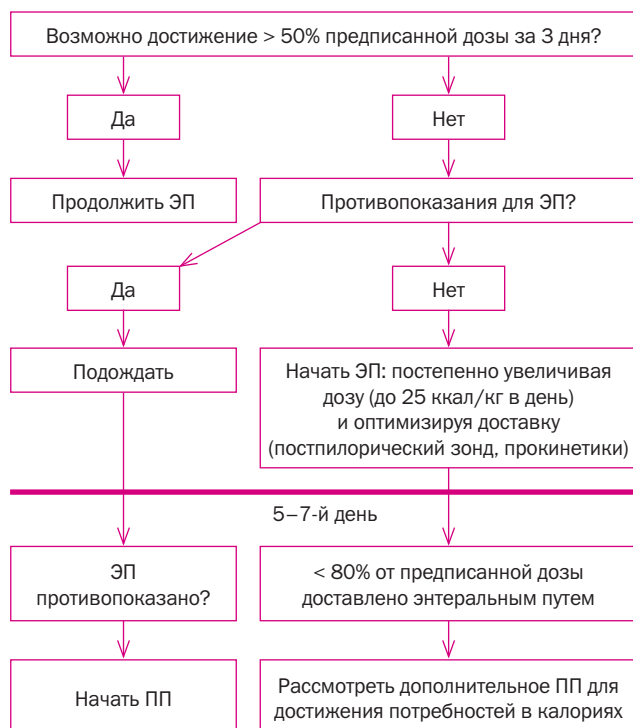 Возможно достижение > 50% предписанной дозы за 3 дня?
Да
Нет
Продолжить ЭП
Противопоказания для ЭП?
Да
Нет
Подождать
Начать ЭП: постепенно увеличивая
дозу (до 25 ккал/кг в день)
и оптимизируя доставку
(постпилорический зонд, прокинетики)
5–7-й день
ЭП
противопоказано?
< 80% от предписанной дозы
доставлено энтеральным путем
Начать ПП
Рассмотреть дополнительное ПП для
достижения потребностей в калориях